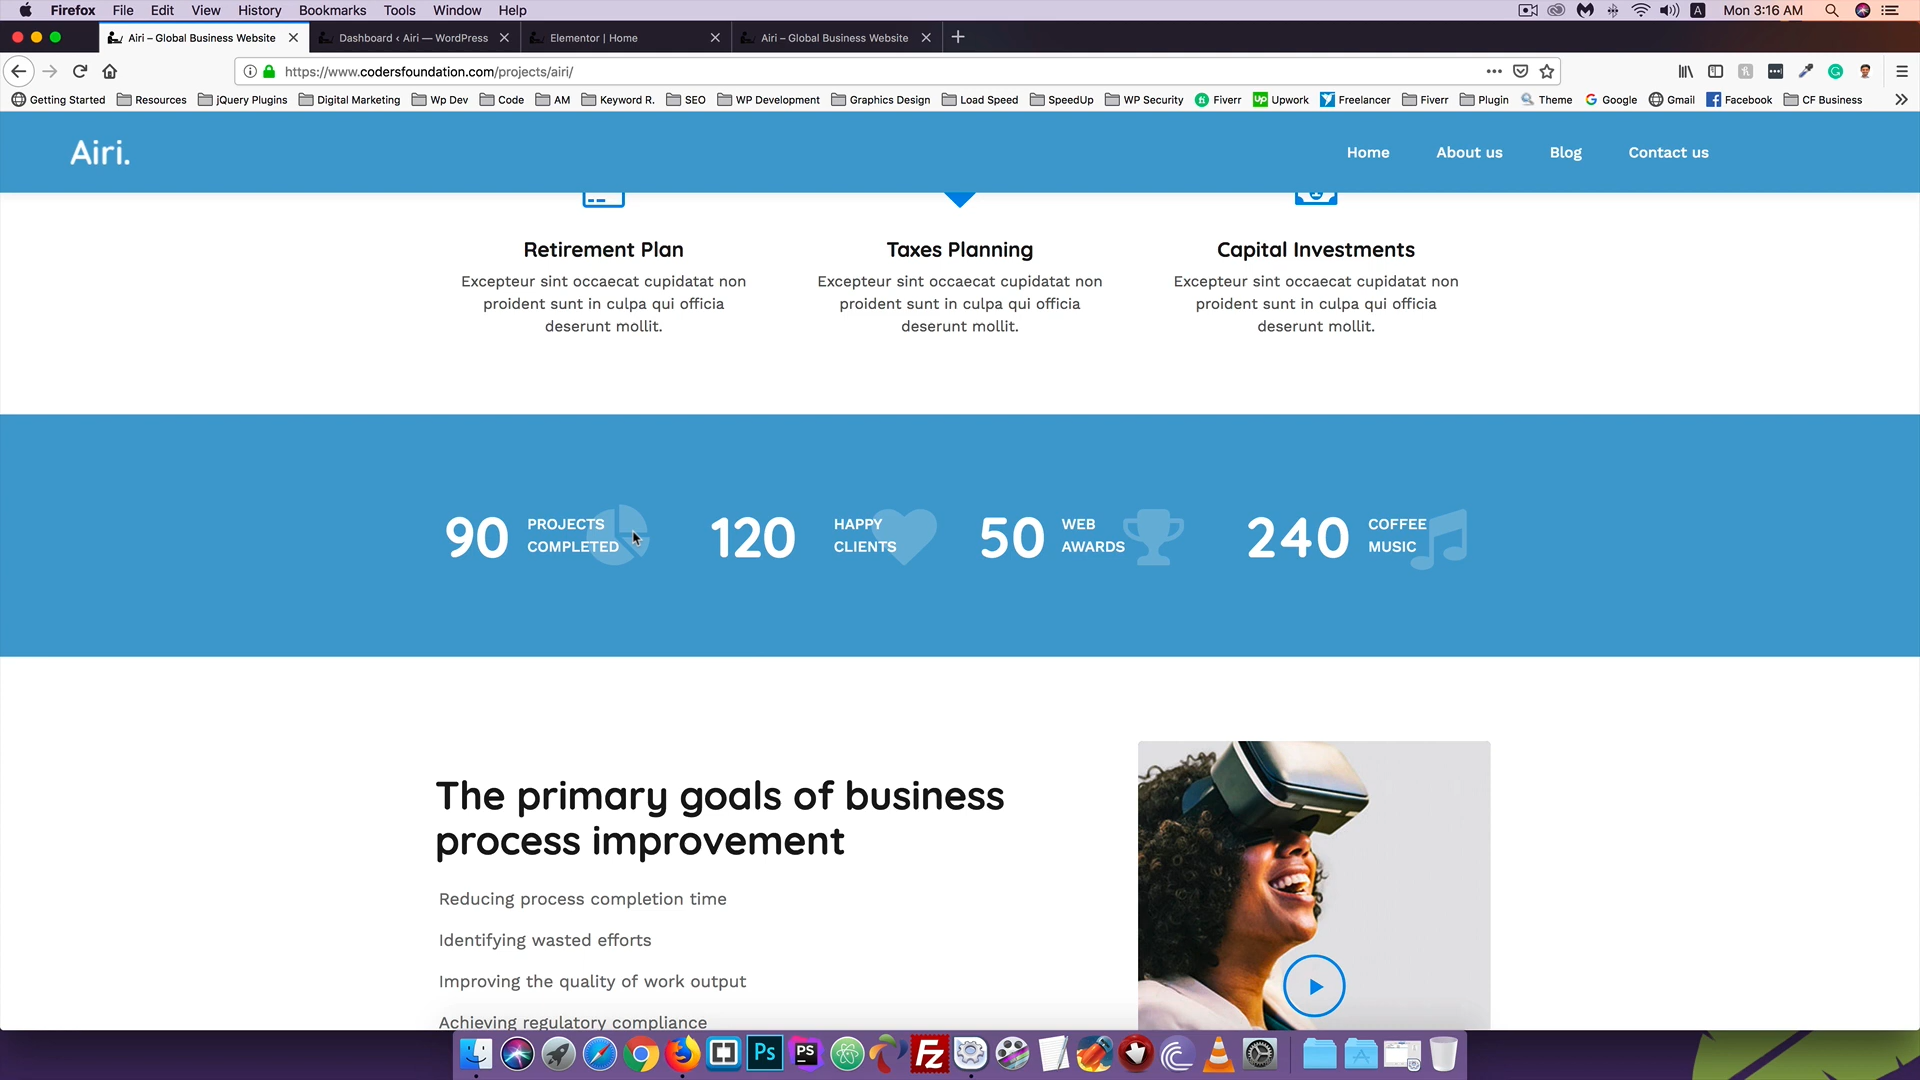 Firefox File Edit View History Bookmarks Tools Window Help
A Mon 3:16 AM
Airi – Global Business Website
Dashboard ‹ Airi — WordPress
Elementor | Home
Airi – Global Business Website
https://www.codersfoundation.com/projects/airi/
Getting Started Resources jQuery Plugins Digital Marketing Wp Dev Code AM Keyword R. SEO WP Development Graphics Design Load Speed SpeedUp WP Security Fiverr Upwork Freelancer Fiverr Plugin Theme Google Gmail Facebook CF Business
Airi.
Home About us Blog Contact us
Retirement Plan
Excepteur sint occaecat cupidatat non
proident sunt in culpa qui officia
deserunt mollit.
Taxes Planning
Excepteur sint occaecat cupidatat non
proident sunt in culpa qui officia
deserunt mollit.
Capital Investments
Excepteur sint occaecat cupidatat non
proident sunt in culpa qui officia
deserunt mollit.
90 PROJECTS
COMPLETED
120 HAPPY
CLIENTS
50 WEB
AWARDS
240 COFFEE
MUSIC
The primary goals of business
process improvement
Reducing process completion time
Identifying wasted efforts
Improving the quality of work output
Achieving regulatory compliance
Ps
PS
FZ